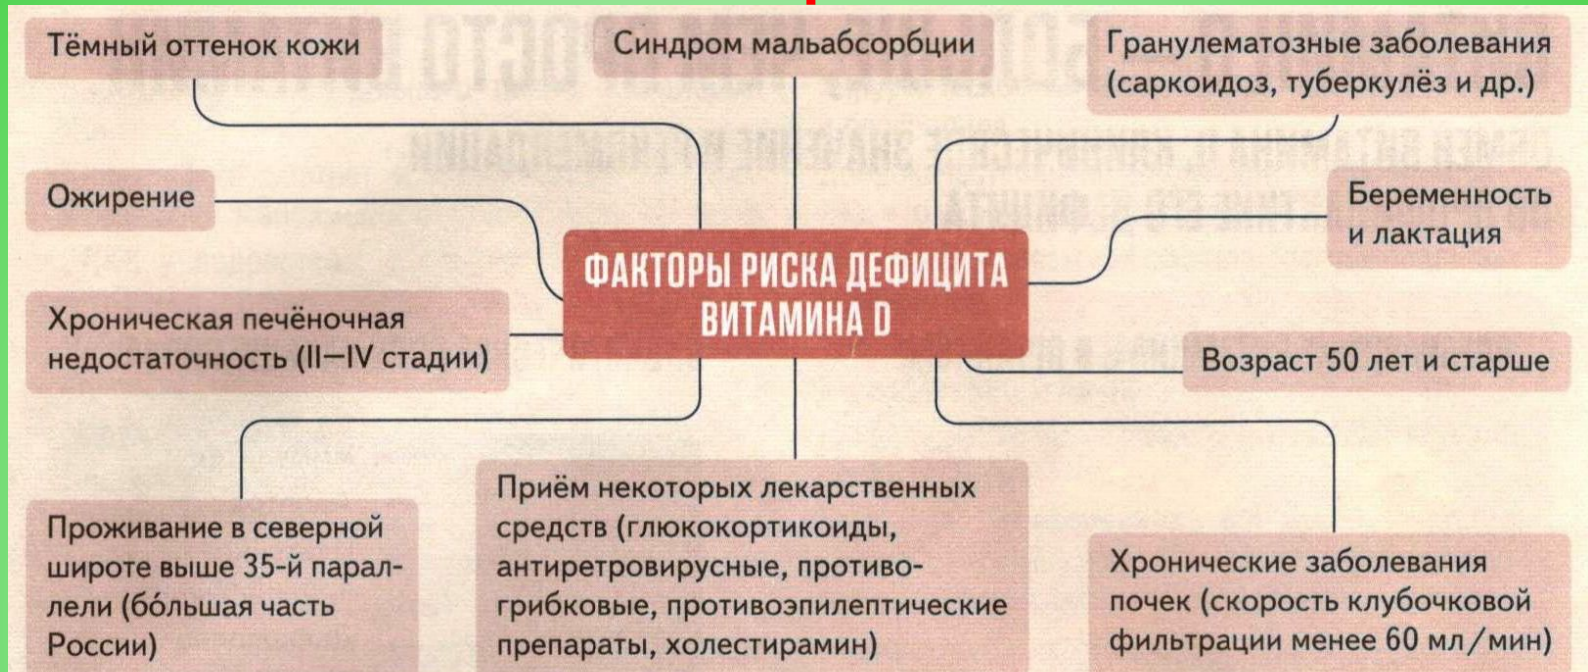 Тёмный оттенок кожи
Синдром мальабсорбции
Гранулематозные заболевания
(саркоидоз, туберкулёз и др.)
Ожирение
Беременность
и лактация
ФАКТОРЫ РИСКА ДЕФИЦИТА
ВИТАМИНА D
Хроническая печёночная
недостаточность (II—IV стадии)
Возраст 50 лет и старше
Проживание в северной
широте выше 35-й парал-
лели (бо́льшая часть
России)
Приём некоторых лекарственных
средств (глюкокортикоиды,
антиретровирусные, противо-
грибковые, противоэпилептические
препараты, холестирамин)
Хронические заболевания
почек (скорость клубочковой
фильтрации менее 60 мл/мин)